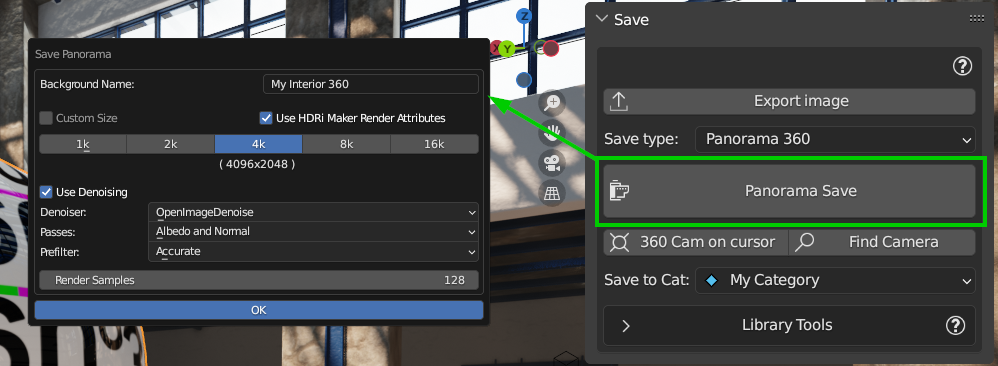 Save Panorama
Background Name: My Interior 360
Custom Size Use HDRi Maker Render Attributes
1k 2k 4k 8k 16k
( 4096x2048 )
Use Denoising
Denoiser: OpenImageDenoise
Passes: Albedo and Normal
Prefilter: Accurate
Render Samples 128
OK
Z
X Y
Save
?
Export image
Save type: Panorama 360
Panorama Save
360 Cam on cursor Find Camera
Save to Cat: My Category
Library Tools ?